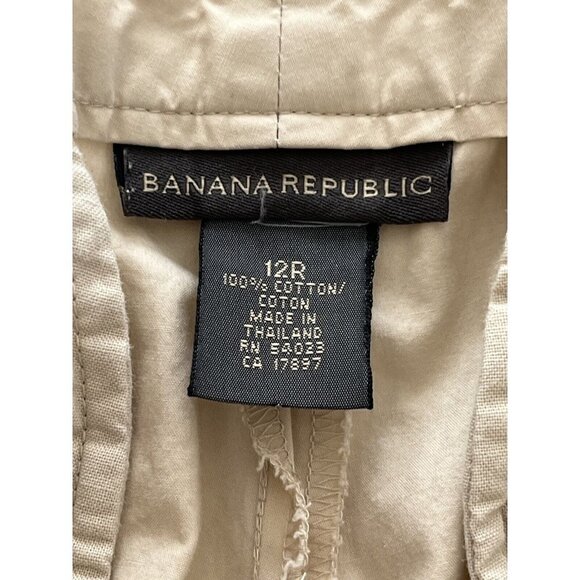 BANANA REPUBLIC
12R
100% COTTON/
COTON
MADE IN
THAILAND
RN 54023
CA 17897